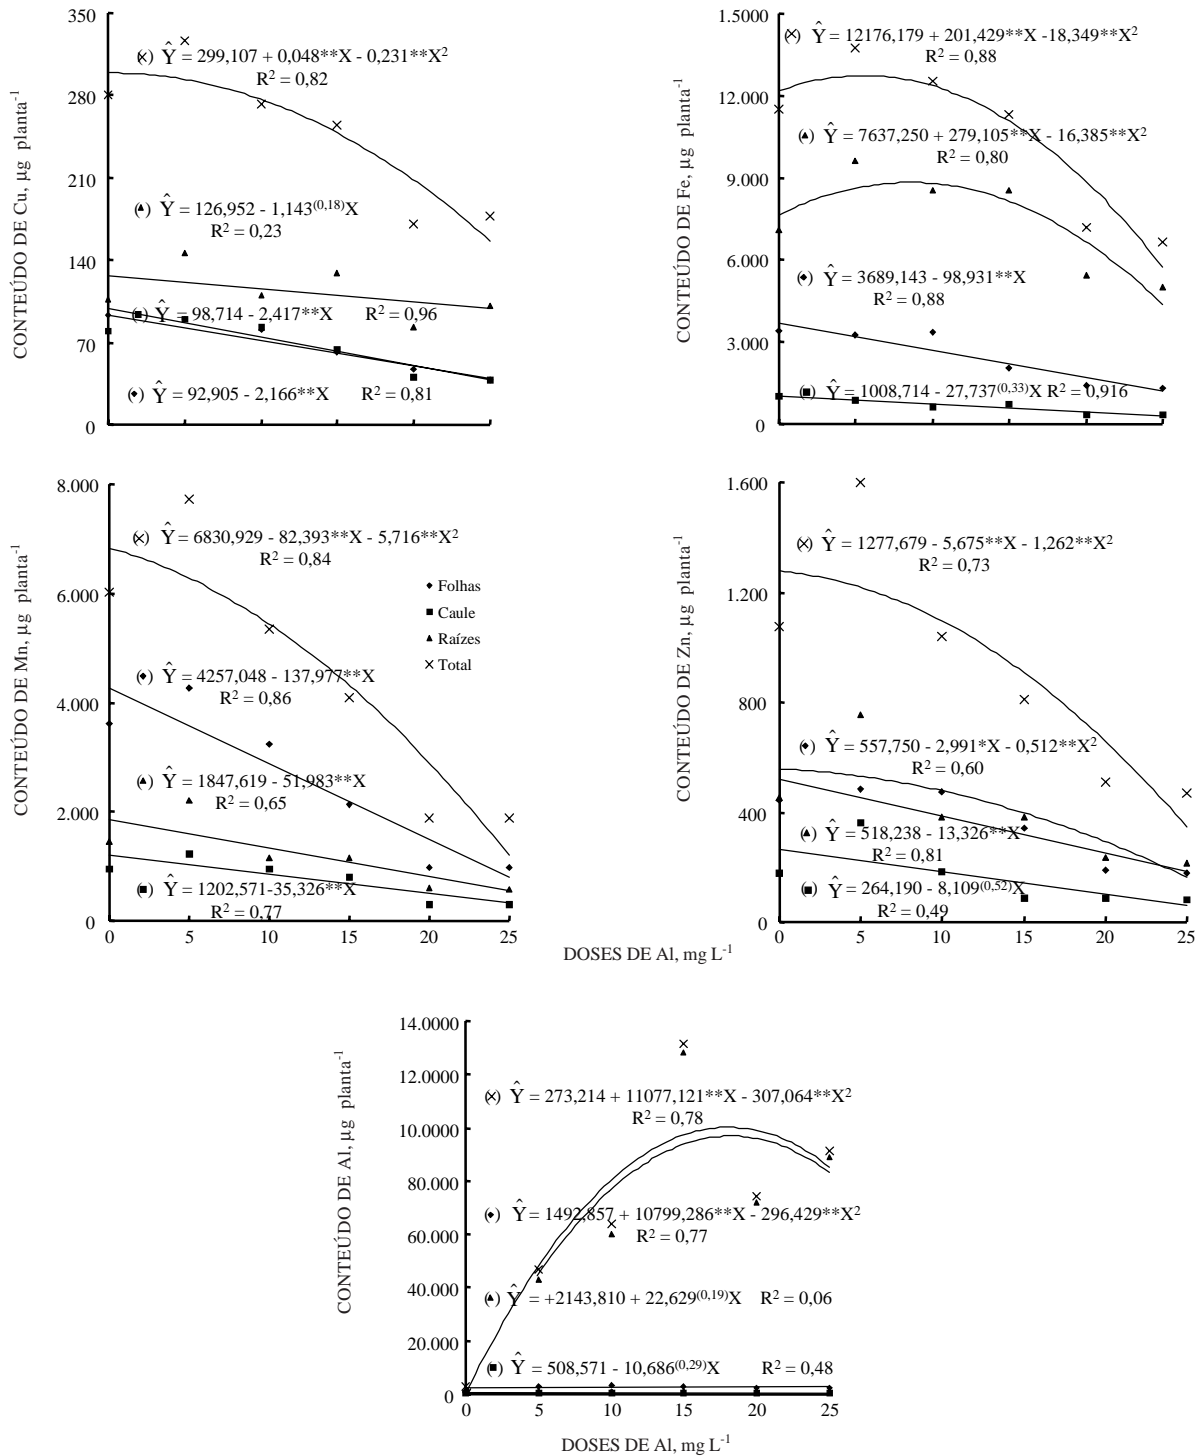 CONTEÚDO DE Cu, µg planta⁻¹
350
280
210
140
70
0
(×) Ŷ = 299,107 + 0,048**X - 0,231**X²
R² = 0,82
(▲) Ŷ = 126,952 - 1,143⁽⁰,¹⁸⁾X
R² = 0,23
(■) Ŷ = 98,714 - 2,417**X R² = 0,96
(◆) Ŷ = 92,905 - 2,166**X R² = 0,81
CONTEÚDO DE Fe, µg planta⁻¹
1.5000
12.000
9.000
6.000
3.000
0
(×) Ŷ = 12176,179 + 201,429**X -18,349**X²
R² = 0,88
(▲) Ŷ = 7637,250 + 279,105**X - 16,385**X²
R² = 0,80
(◆) Ŷ = 3689,143 - 98,931**X
R² = 0,88
(■) Ŷ = 1008,714 - 27,737⁽⁰,³³⁾X R² = 0,916
CONTEÚDO DE Mn, µg planta⁻¹
8.000
6.000
4.000
2.000
0
(×) Ŷ = 6830,929 - 82,393**X - 5,716**X²
R² = 0,84
◆ Folhas
■ Caule
▲ Raízes
× Total
(◆) Ŷ = 4257,048 - 137,977**X
R² = 0,86
(▲) Ŷ = 1847,619 - 51,983**X
R² = 0,65
(■) Ŷ = 1202,571-35,326**X
R² = 0,77
0 5 10 15 20 25
CONTEÚDO DE Zn, µg planta⁻¹
1.600
1.200
800
400
0
(×) Ŷ = 1277,679 - 5,675**X - 1,262**X²
R² = 0,73
(◆) Ŷ = 557,750 - 2,991*X - 0,512**X²
R² = 0,60
(▲) Ŷ = 518,238 - 13,326**X
R² = 0,81
(■) Ŷ = 264,190 - 8,109⁽⁰,⁵²⁾X
R² = 0,49
0 5 10 15 20 25
DOSES DE Al, mg L⁻¹
CONTEÚDO DE Al, µg planta⁻¹
14.0000
12.0000
10.0000
80.000
60.000
40.000
20.000
0
(×) Ŷ = 273,214 + 11077,121**X - 307,064**X²
R² = 0,78
(◆) Ŷ = 1492,857 + 10799,286**X - 296,429**X²
R² = 0,77
(▲) Ŷ = +2143,810 + 22,629⁽⁰,¹⁹⁾X R² = 0,06
(■) Ŷ = 508,571 - 10,686⁽⁰,²⁹⁾X R² = 0,48
0 5 10 15 20 25
DOSES DE Al, mg L⁻¹